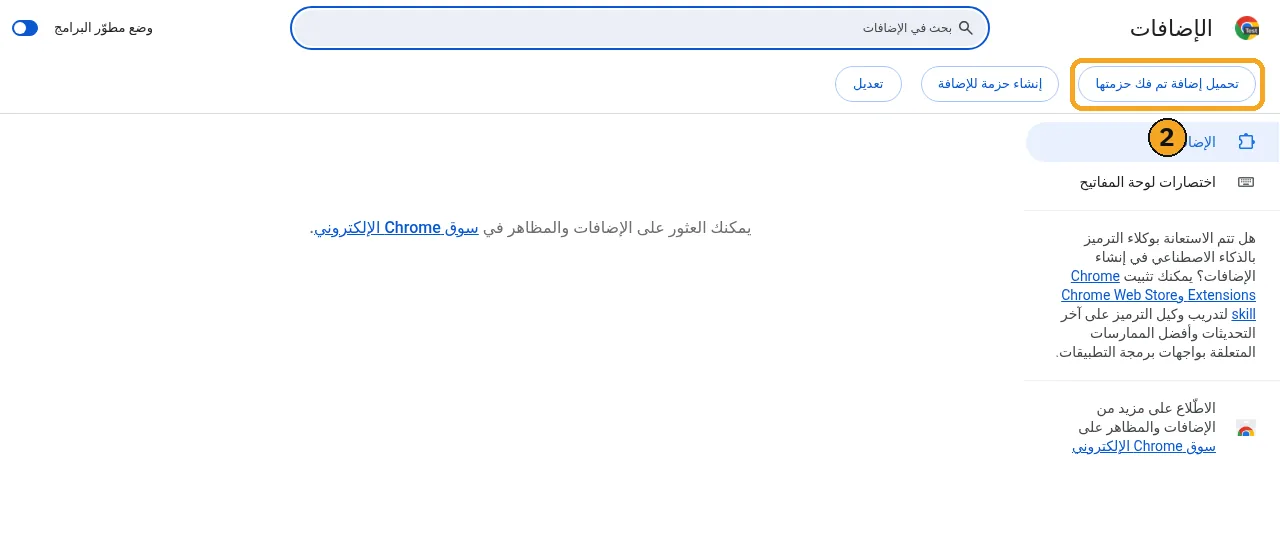 الإضافات
بحث في الإضافات
وضع مطوّر البرامج
تحميل إضافة تم فك حزمتها
إنشاء حزمة للإضافة
تعديل
2
اختصارات لوحة المفاتيح
هل تتم الاستعانة بوكلاء الترميز
بالذكاء الاصطناعي في إنشاء
الإضافات؟ يمكنك تثبيت Chrome
Extensions وChrome Web Store
skill لتدريب وكيل الترميز على آخر
التحديثات وأفضل الممارسات
المتعلقة بواجهات برمجة التطبيقات.
الاطّلاع على مزيد من
الإضافات والمظاهر على
سوق Chrome الإلكتروني
يمكنك العثور على الإضافات والمظاهر في سوق Chrome الإلكتروني.